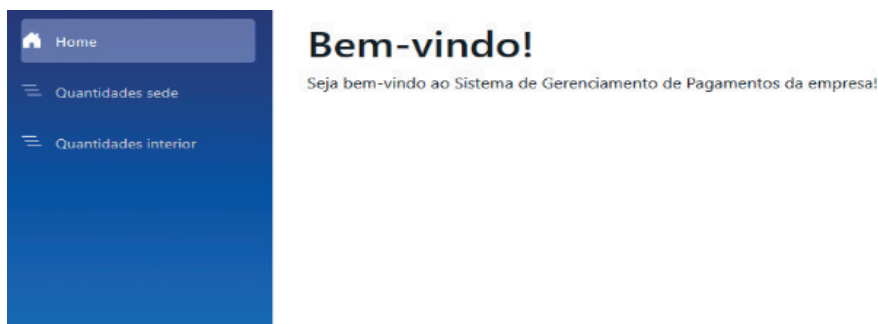 Home
Quantidades sede
Quantidades interior
Bem-vindo!
Seja bem-vindo ao Sistema de Gerenciamento de Pagamentos da empresa!